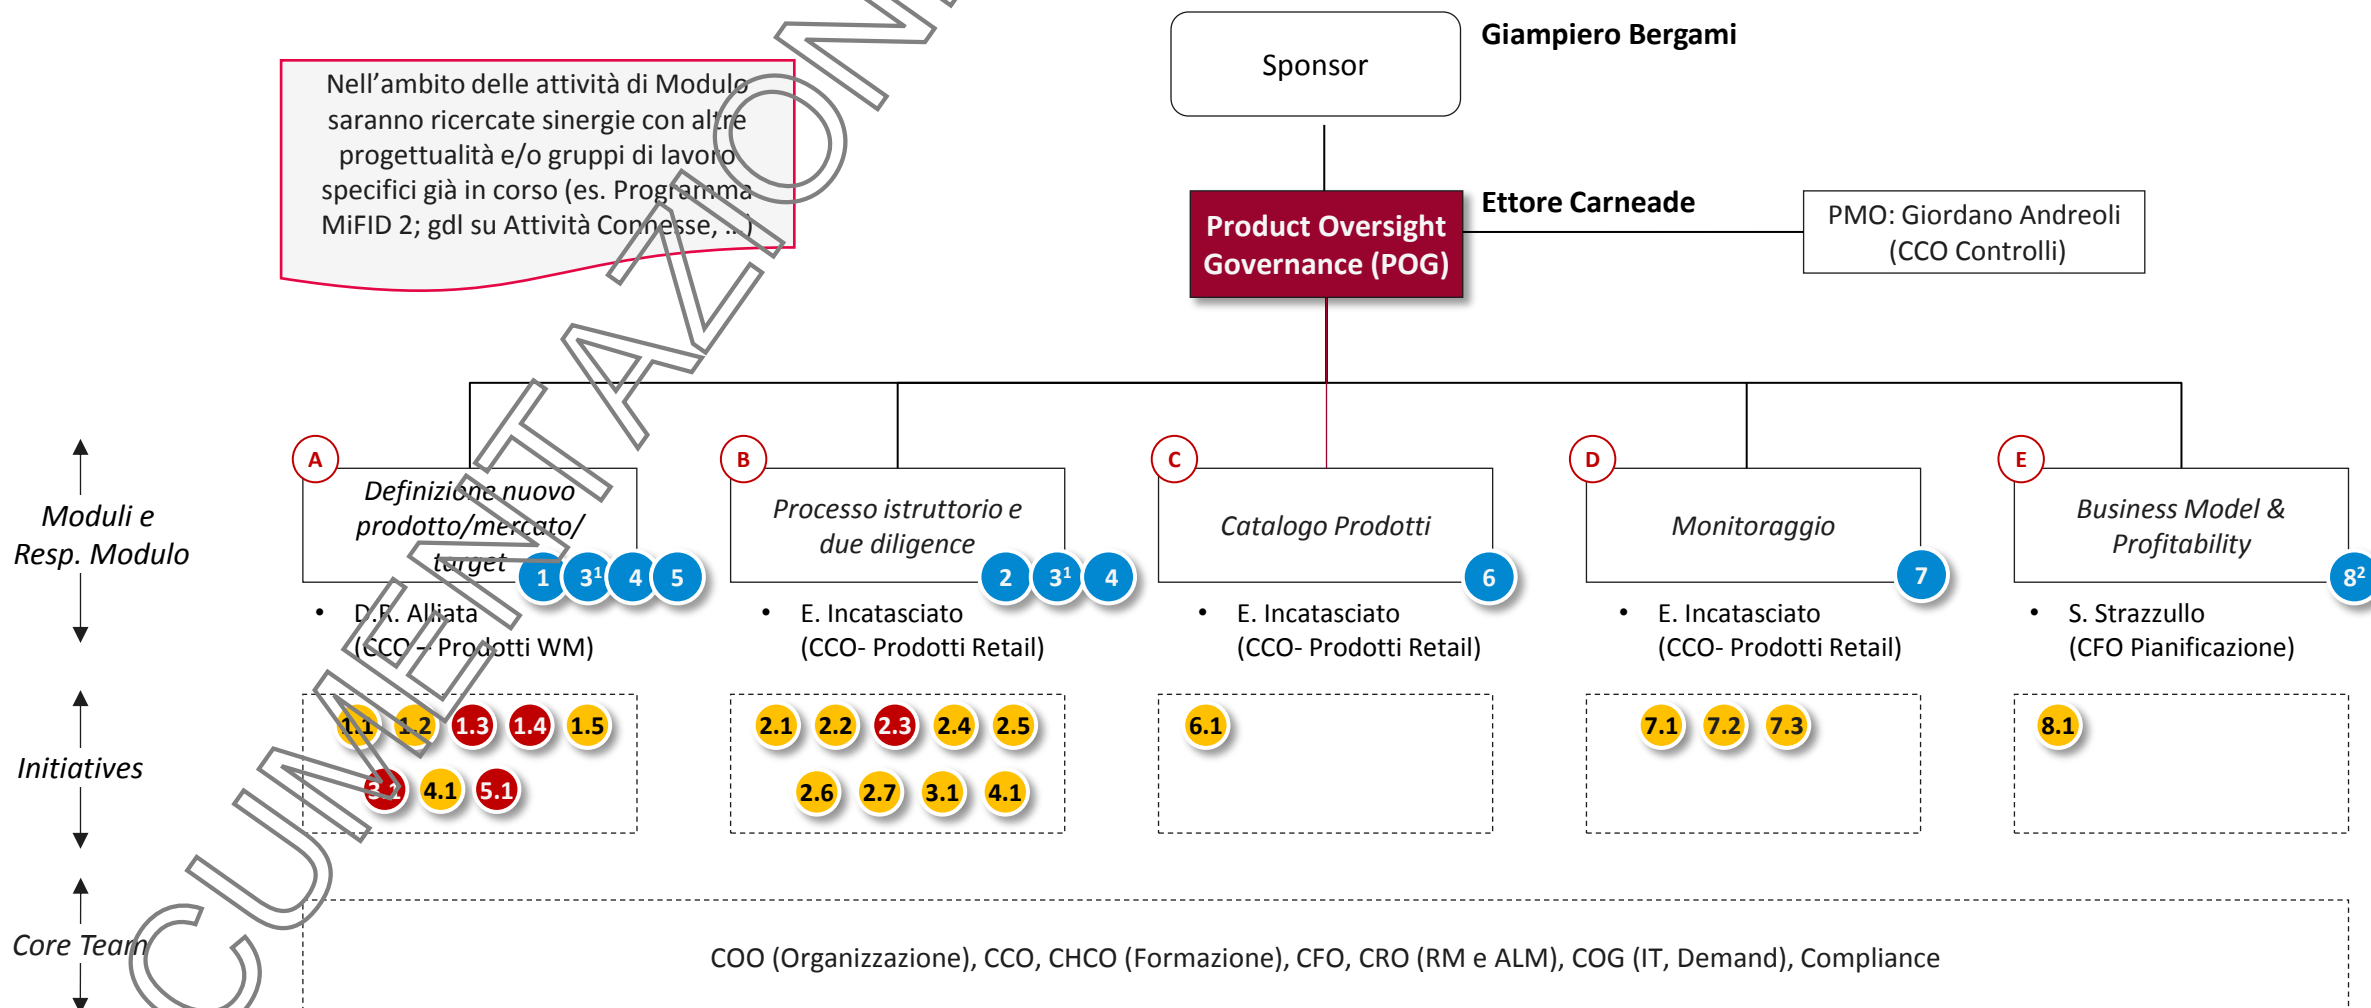 Giampiero Bergami
Sponsor
Nell’ambito delle attività di Modulo
saranno ricercate sinergie con altre
progettualità e/o gruppi di lavoro
specifici già in corso (es. Programma
MiFID 2; gdl su Attività Connesse, ...)
Ettore Carneade
Product Oversight
Governance (POG)
PMO: Giordano Andreoli
(CCO Controlli)
Moduli e
Resp. Modulo
A
Definizione nuovo
prodotto/mercato/
target
1 3¹ 4 5
• D.R. Alliata
(CCO – Prodotti WM)
B
Processo istruttorio e
due diligence
2 3¹ 4
• E. Incatasciato
(CCO- Prodotti Retail)
C
Catalogo Prodotti
6
• E. Incatasciato
(CCO- Prodotti Retail)
D
Monitoraggio
7
• E. Incatasciato
(CCO- Prodotti Retail)
E
Business Model &
Profitability
8²
• S. Strazzullo
(CFO Pianificazione)
Initiatives
1.1 1.2 1.3 1.4 1.5
4.1 5.1
2.1 2.2 2.3 2.4 2.5
2.6 2.7 3.1 4.1
6.1
7.1 7.2 7.3
8.1
Core Team
COO (Organizzazione), CCO, CHCO (Formazione), CFO, CRO (RM e ALM), COG (IT, Demand), Compliance
CUMENTAZION